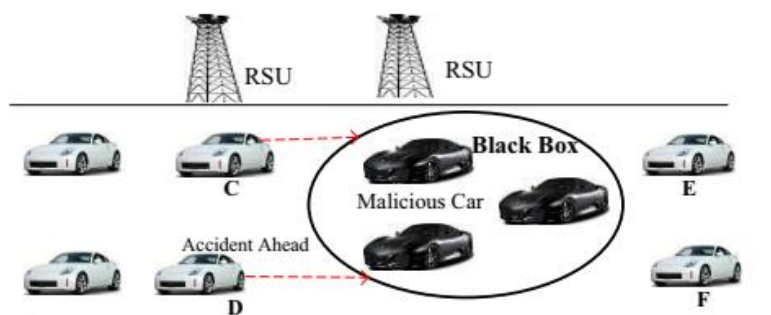 RSU
RSU
Black Box
C
Malicious Car
E
Accident Ahead
D
F